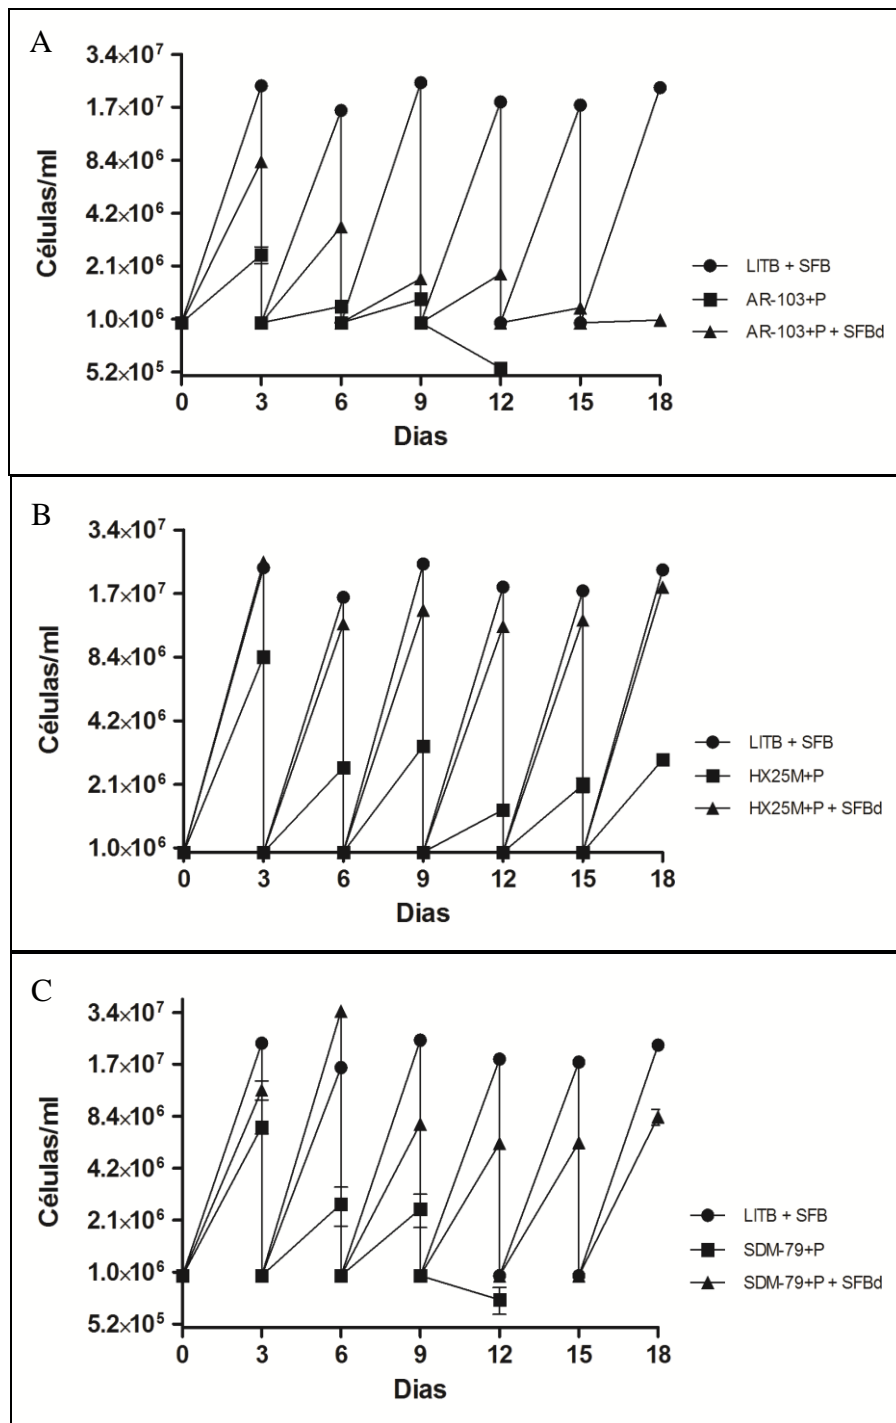 A
3.4×10⁷
1.7×10⁷
8.4×10⁶
4.2×10⁶
2.1×10⁶
1.0×10⁶
5.2×10⁵
Células/ml
0 3 6 9 12 15 18
Dias
LITB + SFB
AR-103+P
AR-103+P + SFBd
B
3.4×10⁷
1.7×10⁷
8.4×10⁶
4.2×10⁶
2.1×10⁶
1.0×10⁶
Células/ml
0 3 6 9 12 15 18
Dias
LITB + SFB
HX25M+P
HX25M+P + SFBd
C
3.4×10⁷
1.7×10⁷
8.4×10⁶
4.2×10⁶
2.1×10⁶
1.0×10⁶
5.2×10⁵
Células/ml
0 3 6 9 12 15 18
Dias
LITB + SFB
SDM-79+P
SDM-79+P + SFBd